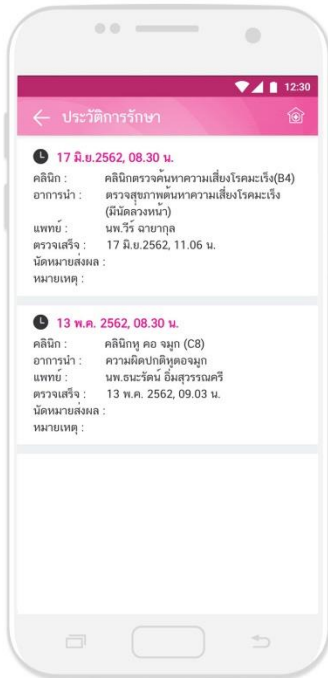 12:30
ประวัติการรักษา
17 มิ.ย.2562, 08.30 น.
คลินิก : คลินิกตรวจค้นหาความเสี่ยงโรคมะเร็ง(B4)
อาการนำ : ตรวจสุขภาพต้นหาความเสี่ยงโรคมะเร็ง
(มีนัดล่วงหน้า)
แพทย์ : นพ.วีร์ ฉายากุล
ตรวจเสร็จ : 17 มิ.ย.2562, 11.06 น.
นัดหมายส่งผล :
หมายเหตุ :
13 พ.ค. 2562, 08.30 น.
คลินิก : คลินิกหู คอ จมูก (C8)
อาการนำ : ความผิดปกติหูตอจมูก
แพทย์ : นพ.ธนะรัตน์ อิ่มสุวรรณศรี
ตรวจเสร็จ : 13 พ.ค. 2562, 09.03 น.
นัดหมายส่งผล :
หมายเหตุ :